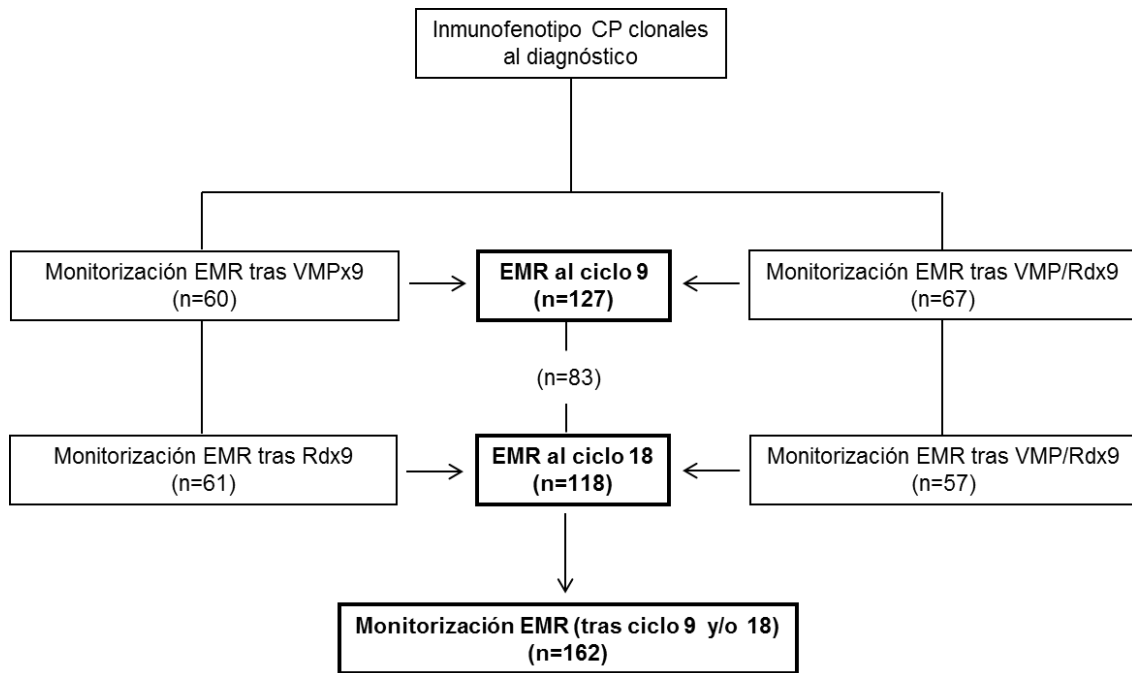 Inmunofenotipo CP clonales
al diagnóstico
Monitorización EMR tras VMPx9
(n=60)
EMR al ciclo 9
(n=127)
Monitorización EMR tras VMP/Rdx9
(n=67)
(n=83)
Monitorización EMR tras Rdx9
(n=61)
EMR al ciclo 18
(n=118)
Monitorización EMR tras VMP/Rdx9
(n=57)
Monitorización EMR (tras ciclo 9 y/o 18)
(n=162)